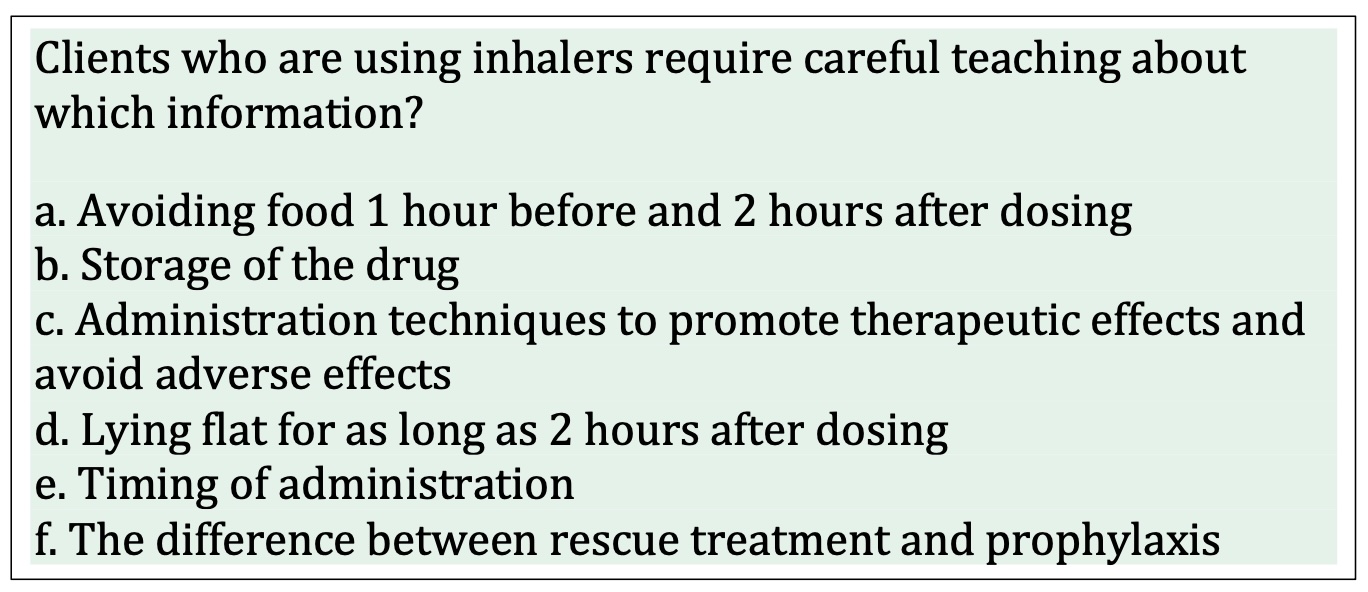 Clients who are using inhalers require careful teaching about
which information?
a. Avoiding food 1 hour before and 2 hours after dosing
b. Storage of the drug
c. Administration techniques to promote therapeutic effects and
avoid adverse effects
d. Lying flat for as long as 2 hours after dosing
e. Timing of administration
f. The difference between rescue treatment and prophylaxis